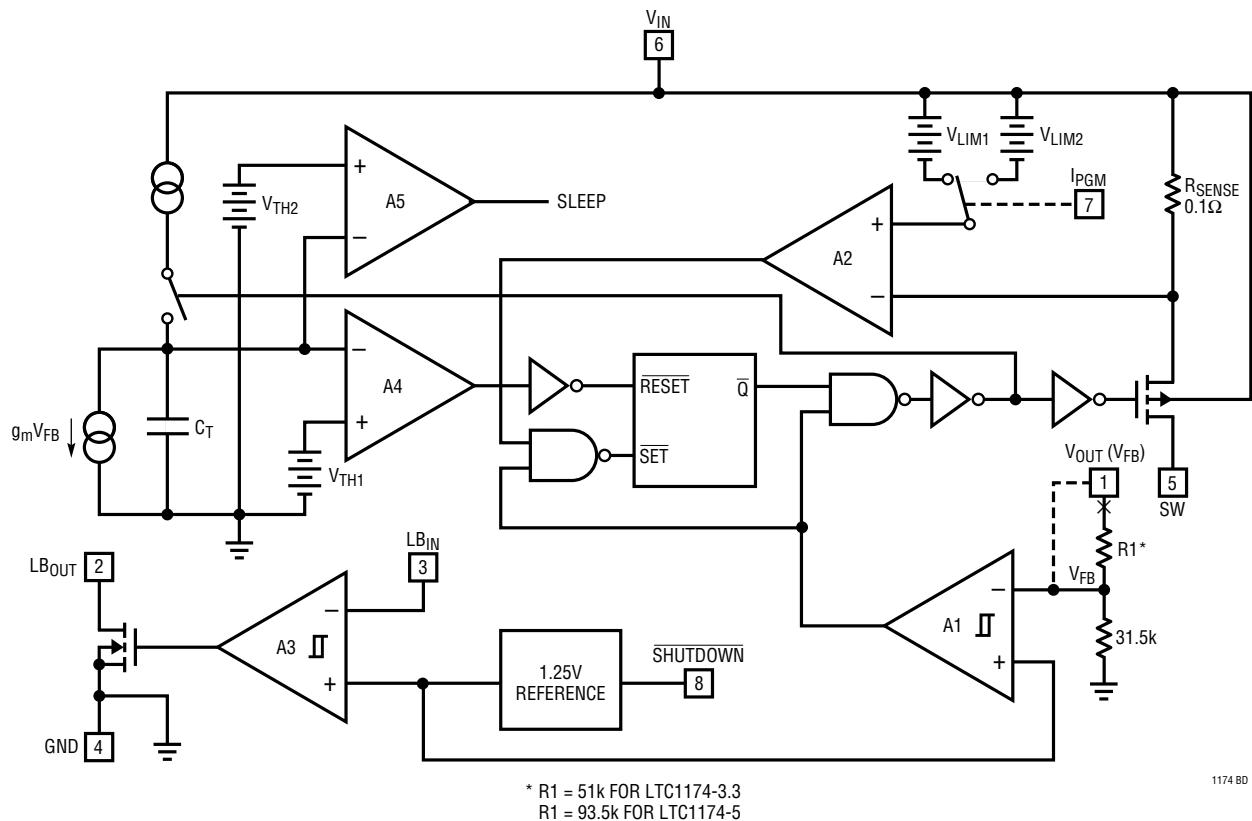 VIN
6
VLIM1
VLIM2
IPGM
7
RSENSE
0.1Ω
+
A5
−
VTH2
SLEEP
+
A2
−
−
A4
+
RESET
Q
SET
gmVFB
CT
VTH1
VOUT (VFB)
1
5
SW
R1*
VFB
31.5k
LBOUT
2
LBIN
3
−
A3
+
1.25V
REFERENCE
SHUTDOWN
8
−
A1
+
GND
4
* R1 = 51k FOR LTC1174-3.3
R1 = 93.5k FOR LTC1174-5
1174 BD